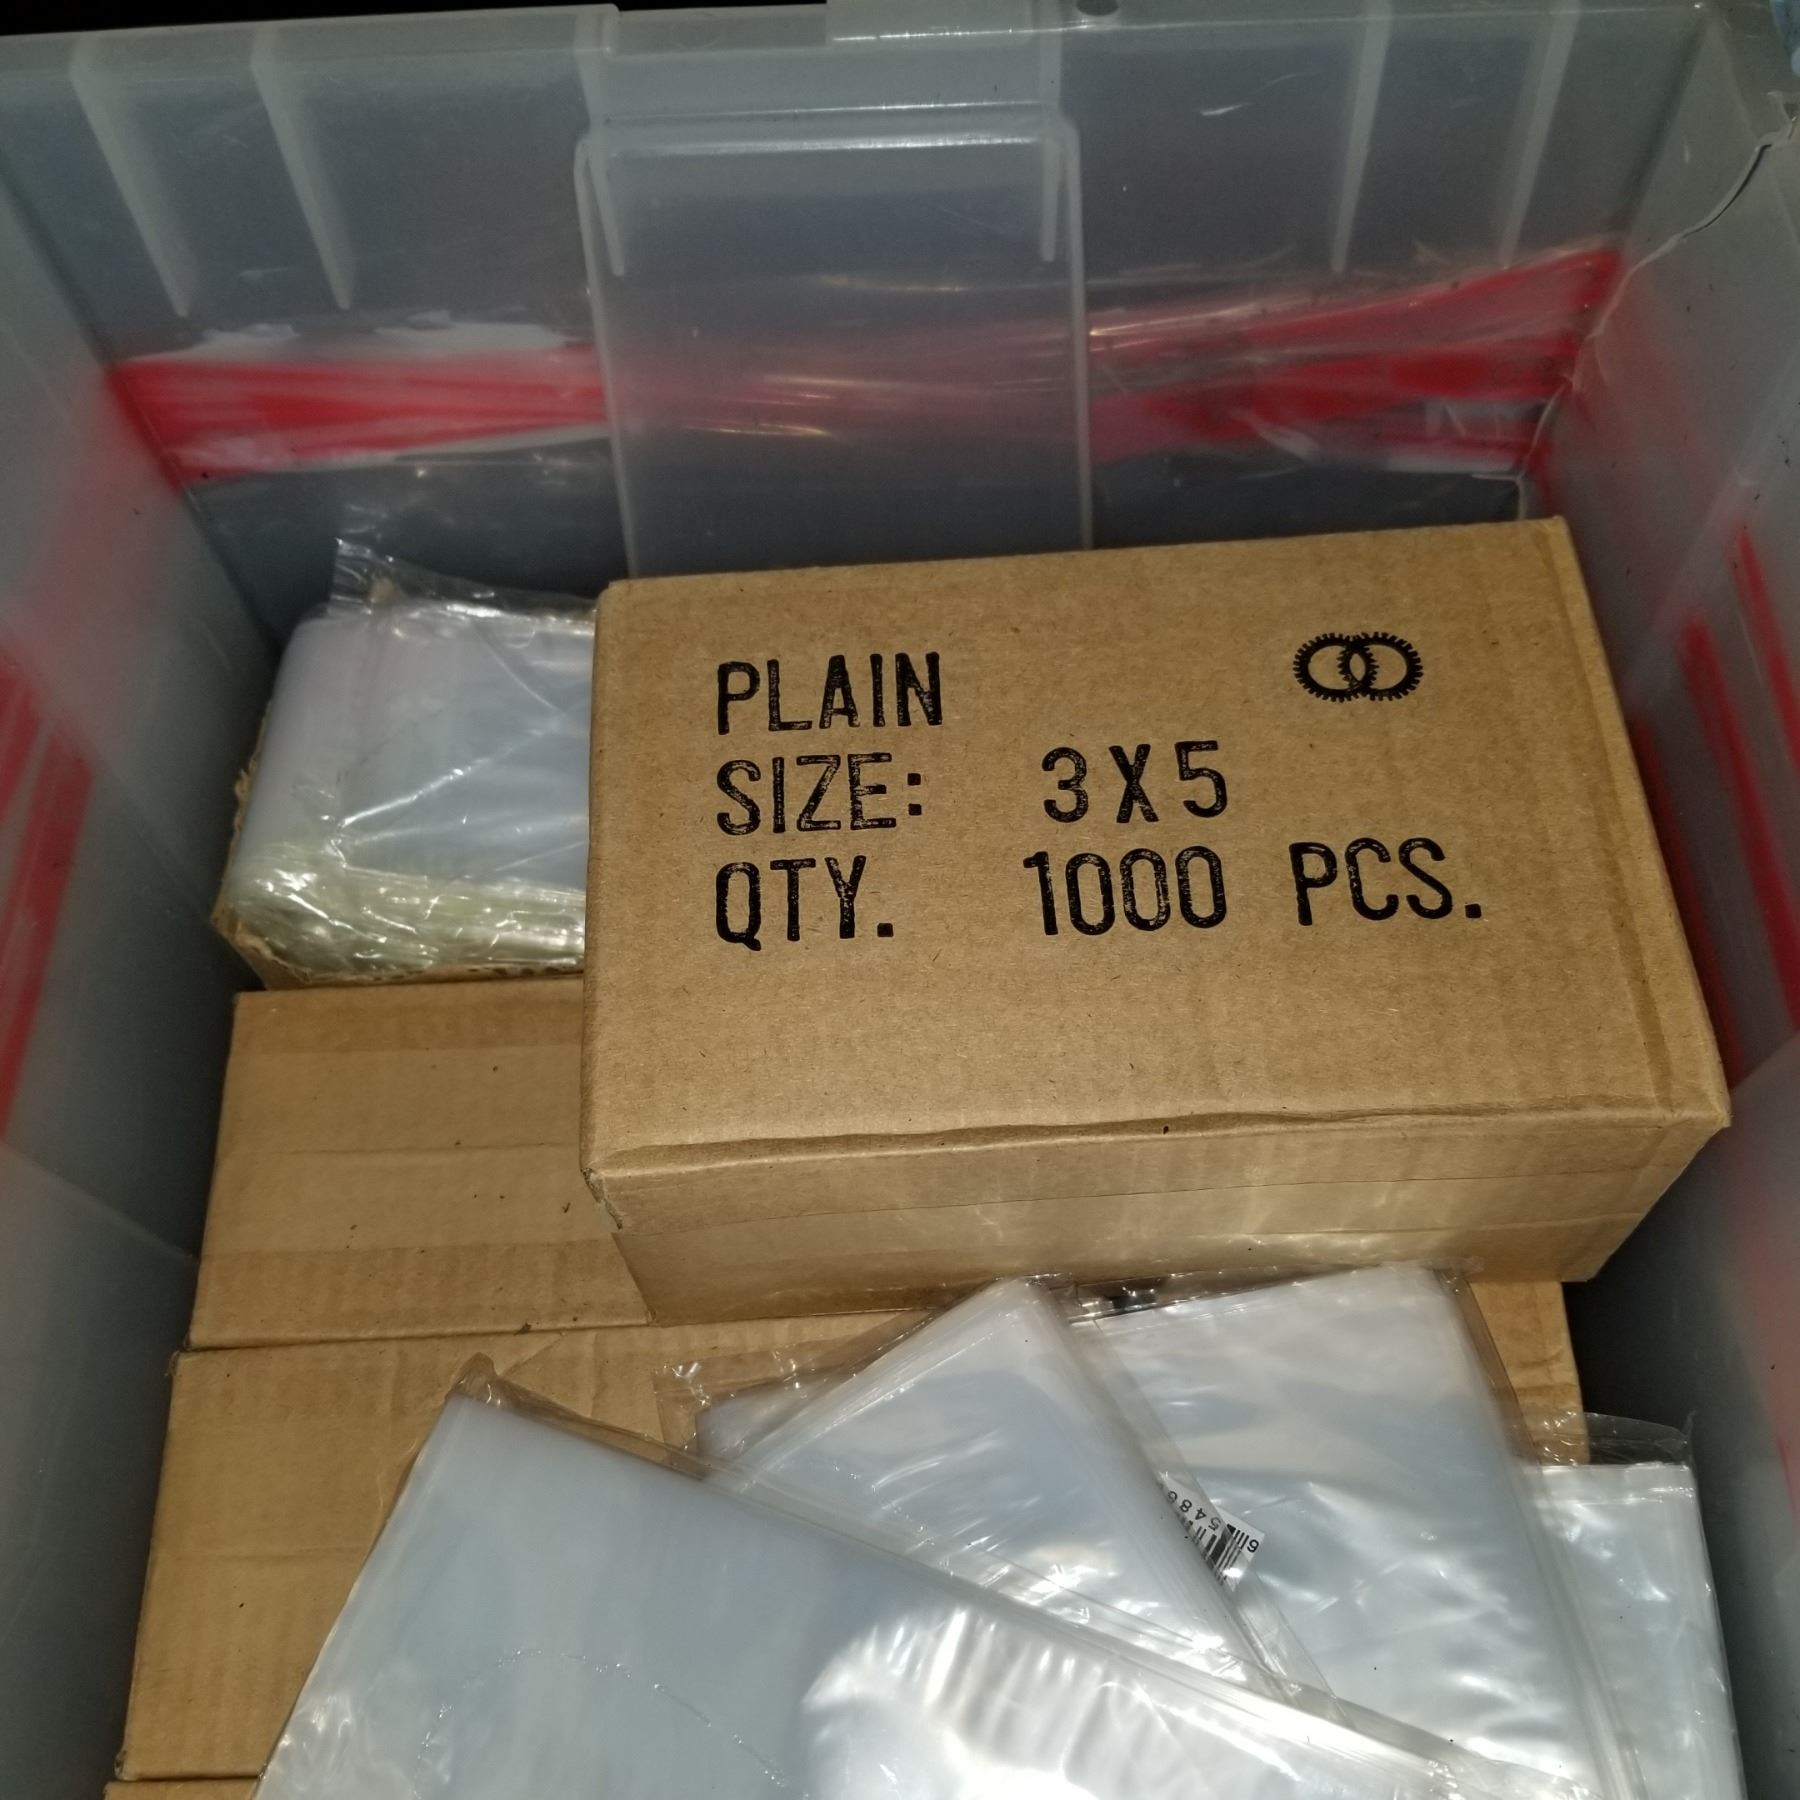 PLAIN
SIZE: 3X5
QTY. 1000 PCS.